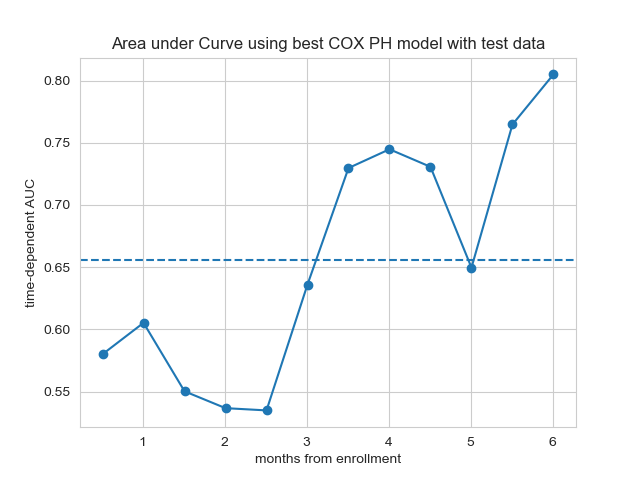 Area under Curve using best COX PH model with test data
time-dependent AUC
0.80
0.75
0.70
0.65
0.60
0.55
1 2 3 4 5 6
months from enrollment